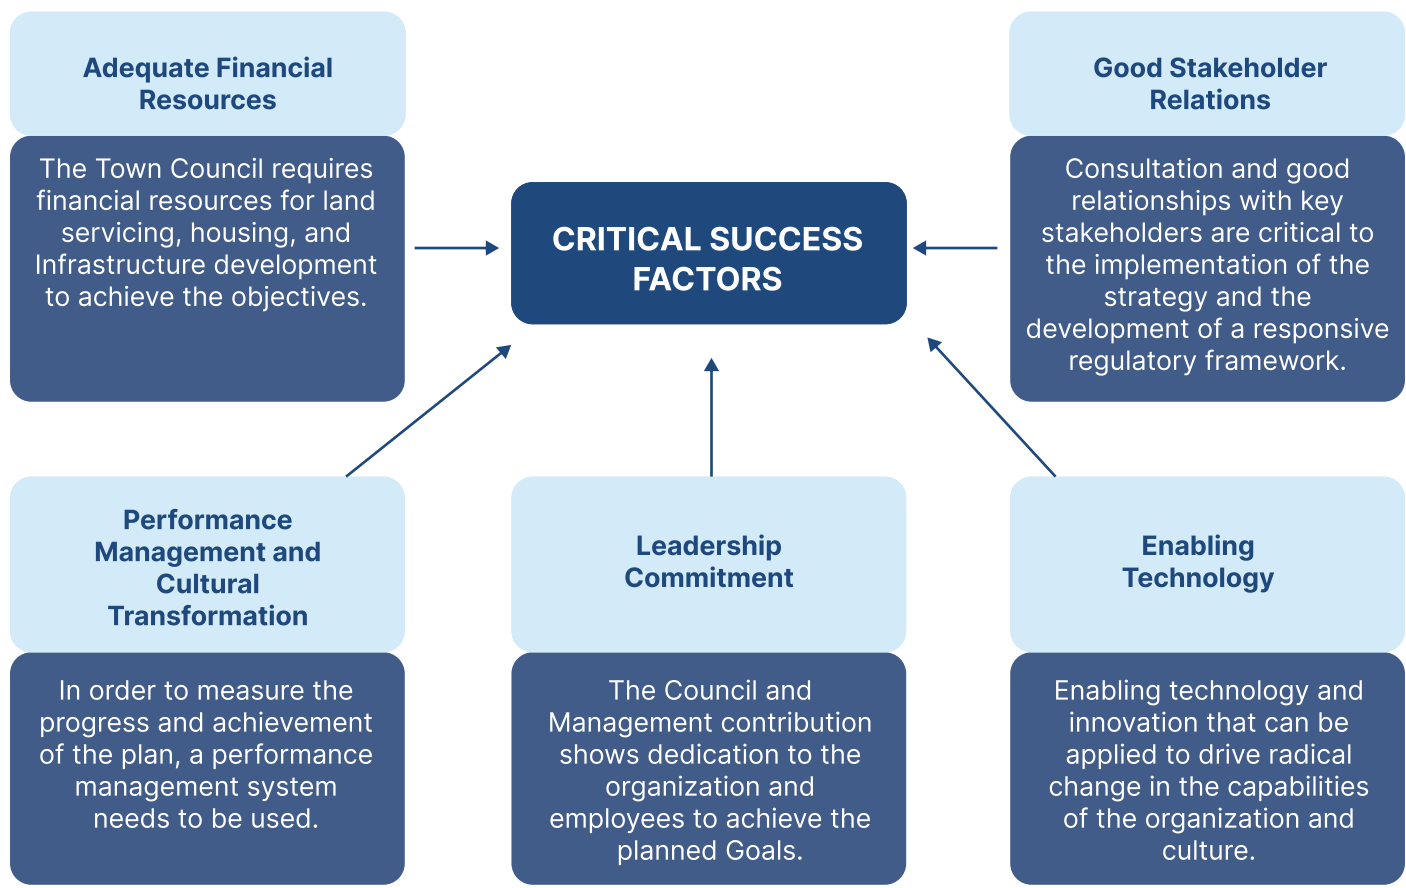 Adequate Financial
Resources
The Town Council requires
financial resources for land
servicing, housing, and
Infrastructure development
to achieve the objectives.
CRITICAL SUCCESS
FACTORS
Good Stakeholder
Relations
Consultation and good
relationships with key
stakeholders are critical to
the implementation of the
strategy and the
development of a responsive
regulatory framework.
Performance
Management and
Cultural
Transformation
In order to measure the
progress and achievement
of the plan, a performance
management system
needs to be used.
Leadership
Commitment
The Council and
Management contribution
shows dedication to the
organization and
employees to achieve the
planned Goals.
Enabling
Technology
Enabling technology and
innovation that can be
applied to drive radical
change in the capabilities
of the organization and
culture.